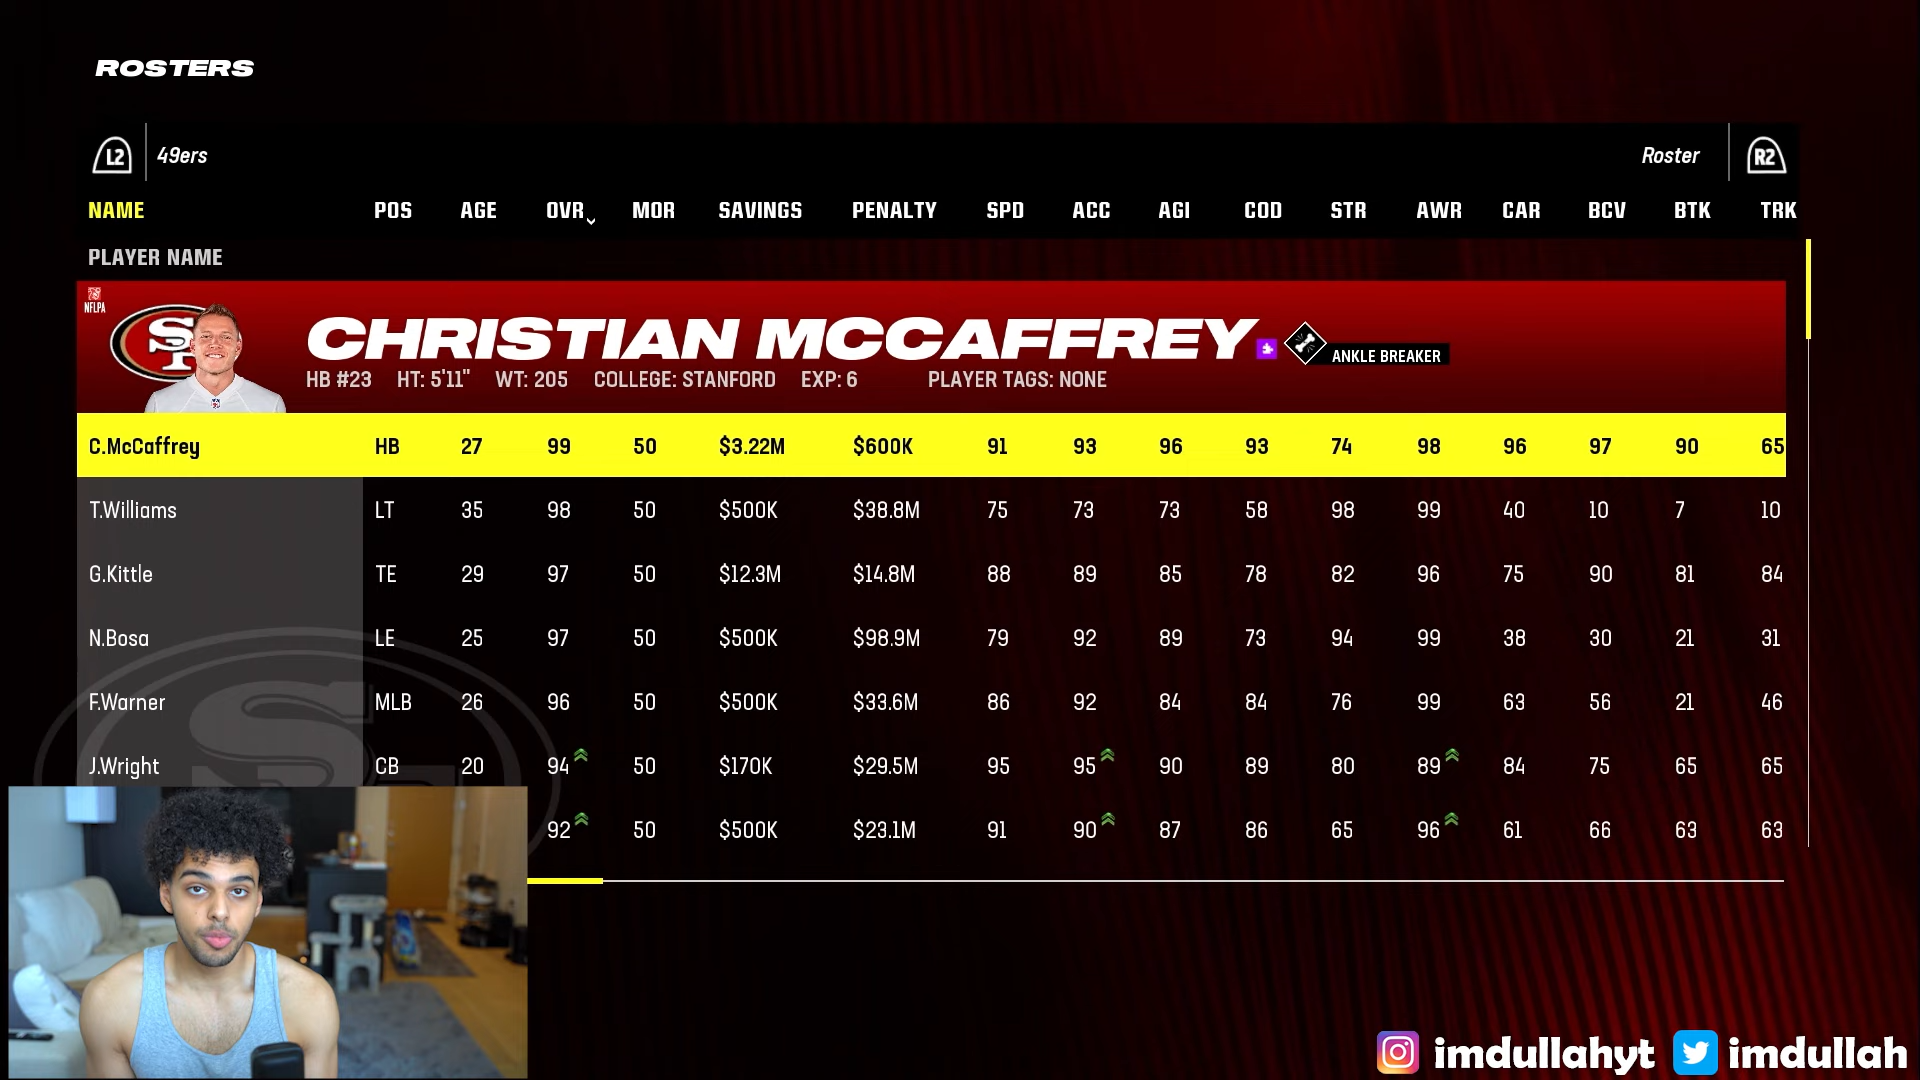 ROSTERS
L2 49ers Roster R2
NAME POS AGE OVR MOR SAVINGS PENALTY SPD ACC AGI COD STR AWR CAR BCV BTK TRK
PLAYER NAME
NFLPA
SF
CHRISTIAN MCCAFFREY ANKLE BREAKER
HB #23 HT: 5'11" WT: 205 COLLEGE: STANFORD EXP: 6 PLAYER TAGS: NONE
C.McCaffrey HB 27 99 50 $3.22M $600K 91 93 96 93 74 98 96 97 90 65
T.Williams LT 35 98 50 $500K $38.8M 75 73 73 58 98 99 40 10 7 10
G.Kittle TE 29 97 50 $12.3M $14.8M 88 89 85 78 82 96 75 90 81 84
N.Bosa LE 25 97 50 $500K $98.9M 79 92 89 73 94 99 38 30 21 31
F.Warner MLB 26 96 50 $500K $33.6M 86 92 84 84 76 99 63 56 21 46
J.Wright CB 20 94 50 $170K $29.5M 95 95 90 89 80 89 84 75 65 65
92 50 $500K $23.1M 91 90 87 86 65 96 61 66 63 63
imdullahyt imdullah